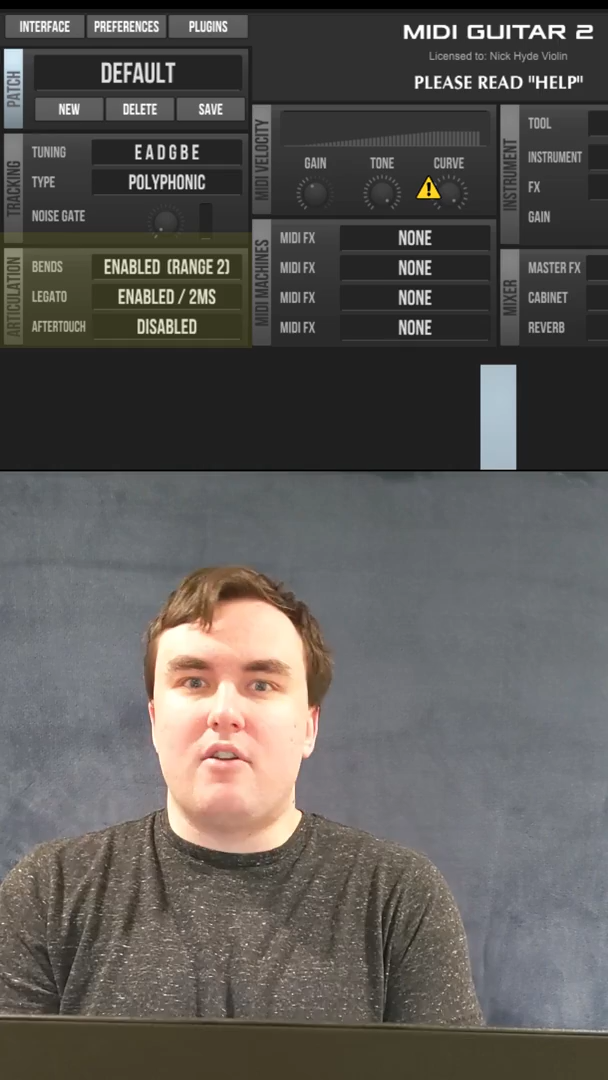 INTERFACE PREFERENCES PLUGINS
MIDI GUITAR 2
Licensed to: Nick Hyde Violin
PLEASE READ "HELP"
PATCH
DEFAULT
NEW DELETE SAVE
TRACKING
TUNING EADGBE
TYPE POLYPHONIC
NOISE GATE
ARTICULATION
BENDS ENABLED (RANGE 2)
LEGATO ENABLED / 2MS
AFTERTOUCH DISABLED
MIDI VELOCITY
GAIN TONE CURVE
MIDI MACHINES
MIDI FX NONE
MIDI FX NONE
MIDI FX NONE
MIDI FX NONE
INSTRUMENT
TOOL
INSTRUMENT
FX
GAIN
MIXER
MASTER FX
CABINET
REVERB